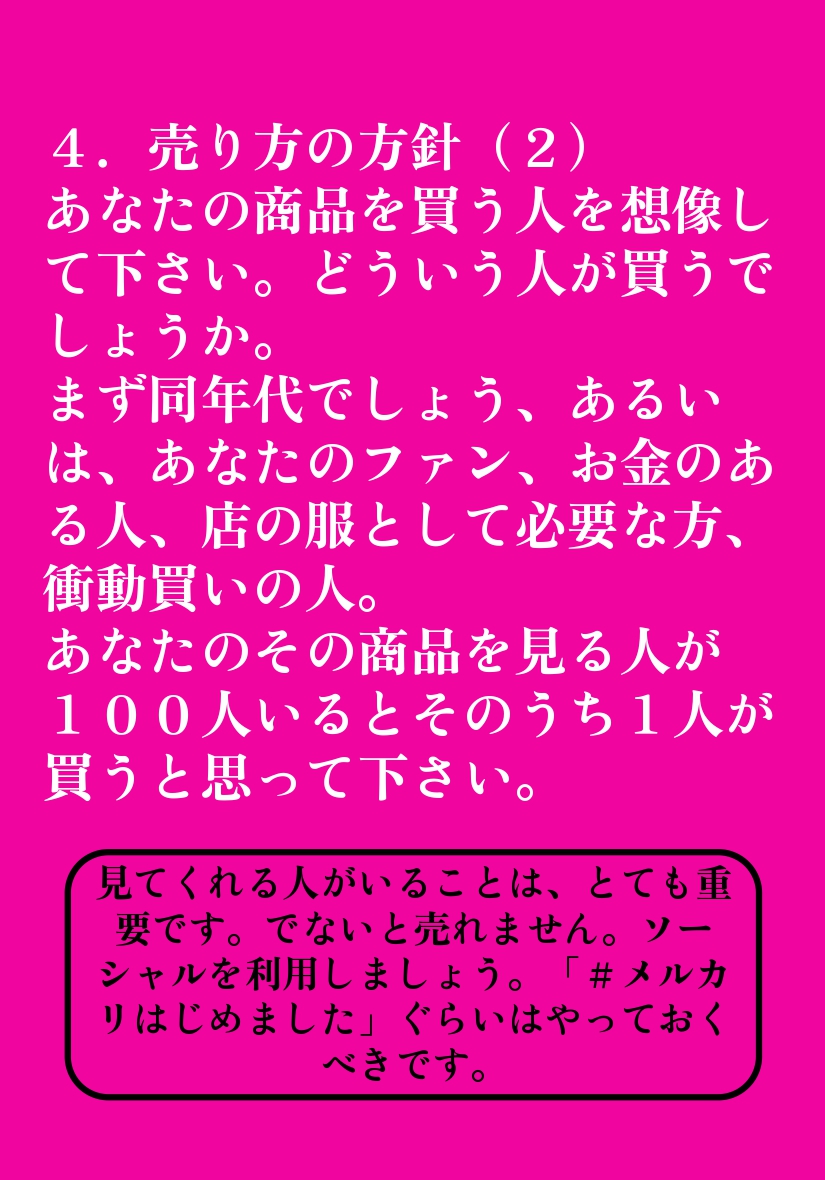 ４．売り方の方針（２）
あなたの商品を買う人を想像し
て下さい。どういう人が買うで
しょうか。
まず同年代でしょう、あるい
は、あなたのファン、お金のあ
る人、店の服として必要な方、
衝動買いの人。
あなたのその商品を見る人が
１００人いるとそのうち１人が
買うと思って下さい。
見てくれる人がいることは、とても重
要です。でないと売れません。ソー
シャルを利用しましょう。「＃メルカ
リはじめました」ぐらいはやっておく
べきです。